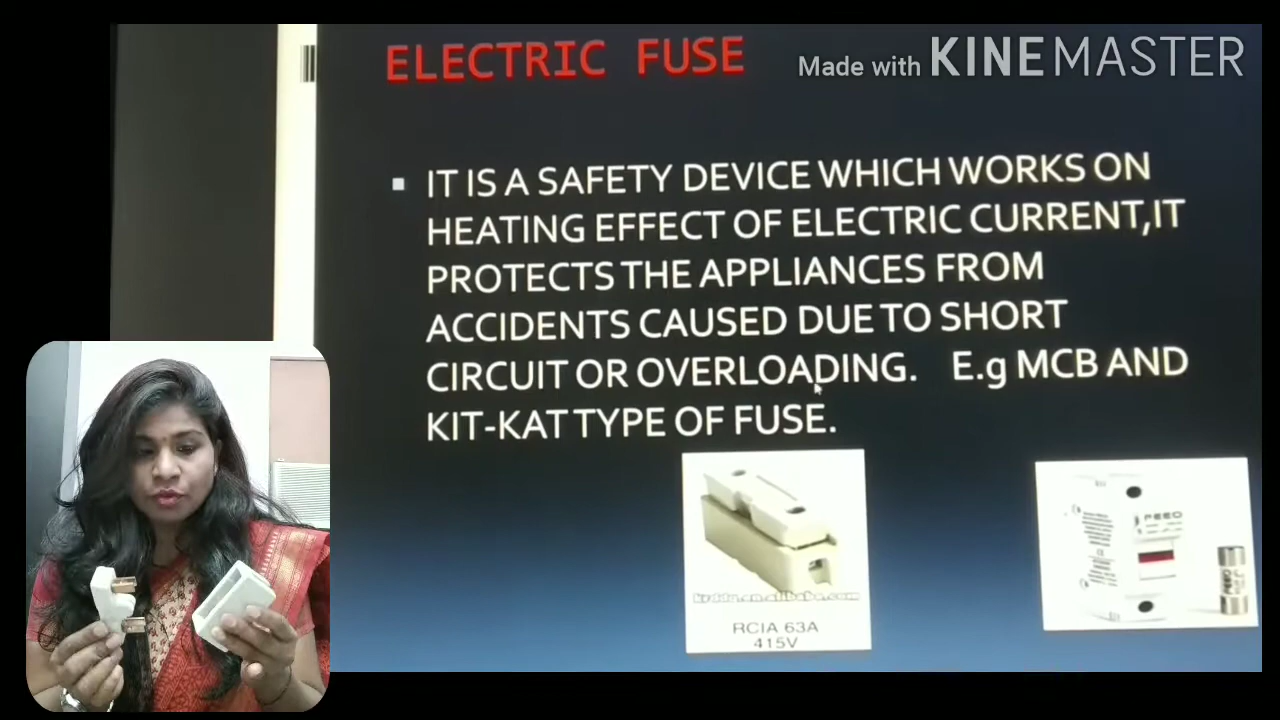 ELECTRIC FUSE
Made with KINEMASTER
IT IS A SAFETY DEVICE WHICH WORKS ON
HEATING EFFECT OF ELECTRIC CURRENT,IT
PROTECTS THE APPLIANCES FROM
ACCIDENTS CAUSED DUE TO SHORT
CIRCUIT OR OVERLOADING. E.g MCB AND
KIT-KAT TYPE OF FUSE.
RCIA 63A
415V